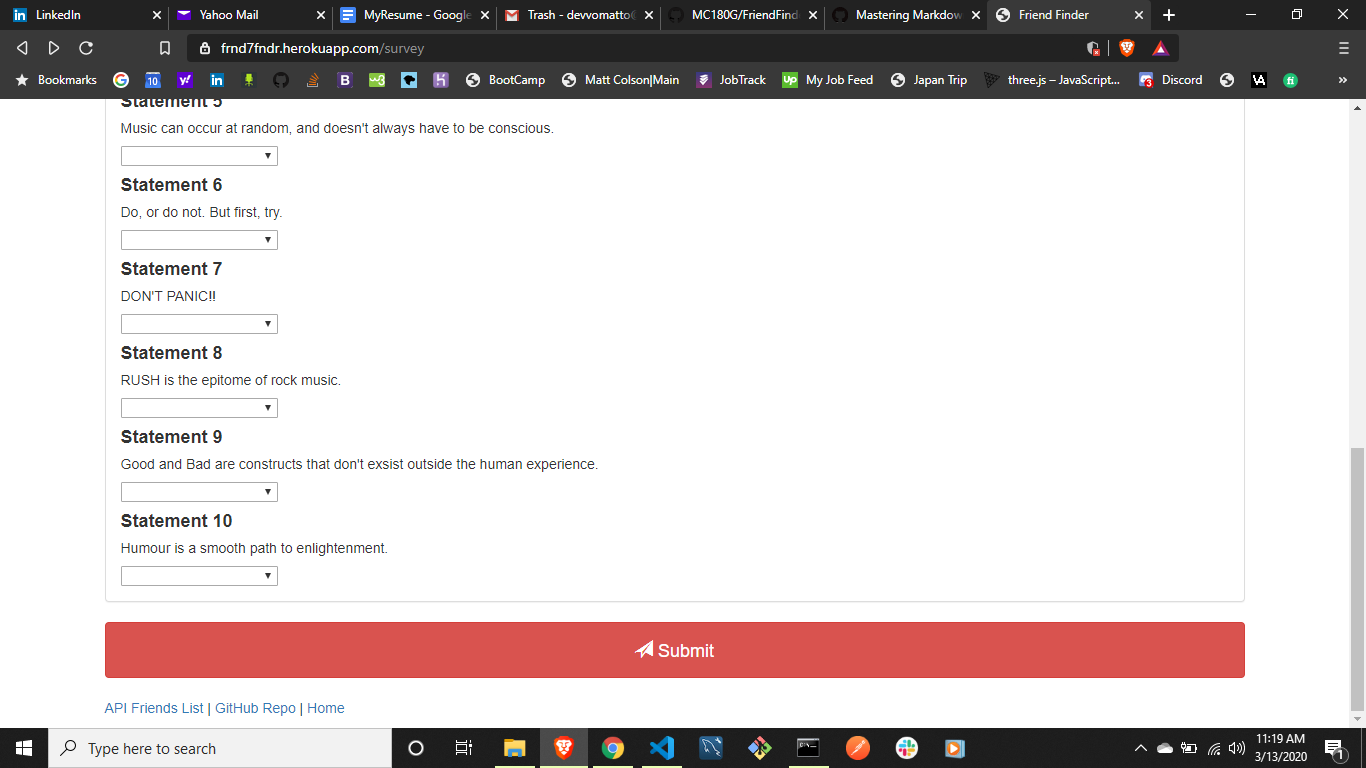 LinkedIn
Yahoo Mail
MyResume - Google
Trash - devvomatto@
MC180G/FriendFind
Mastering Markdow
Friend Finder
frnd7fndr.herokuapp.com/survey
Bookmarks
10
BootCamp
Matt Colson|Main
JobTrack
My Job Feed
Japan Trip
three.js – JavaScript...
Discord
Statement 5
Music can occur at random, and doesn't always have to be conscious.
Statement 6
Do, or do not. But first, try.
Statement 7
DON'T PANIC!!
Statement 8
RUSH is the epitome of rock music.
Statement 9
Good and Bad are constructs that don't exsist outside the human experience.
Statement 10
Humour is a smooth path to enlightenment.
Submit
API Friends List | GitHub Repo | Home
Type here to search
11:19 AM
3/13/2020
1